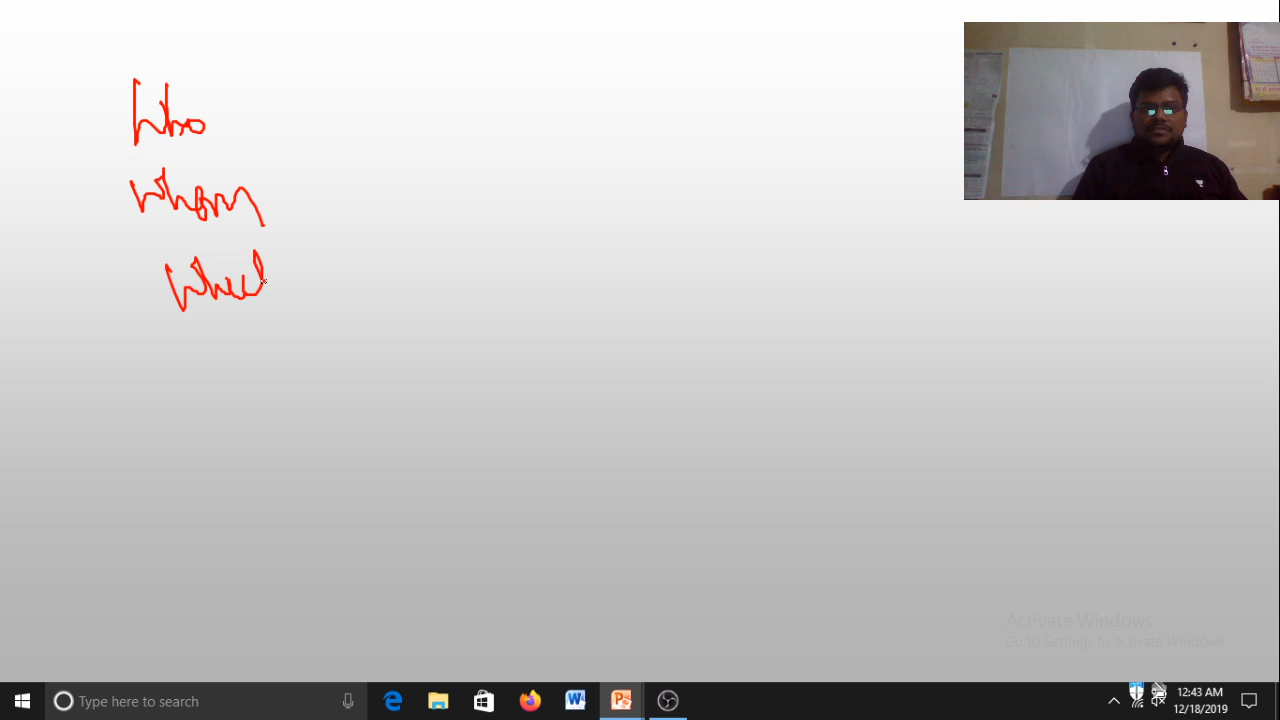 Who
whom
Activate Windows
Go to Settings to activate Windows.
Type here to search
12:43 AM
12/18/2019